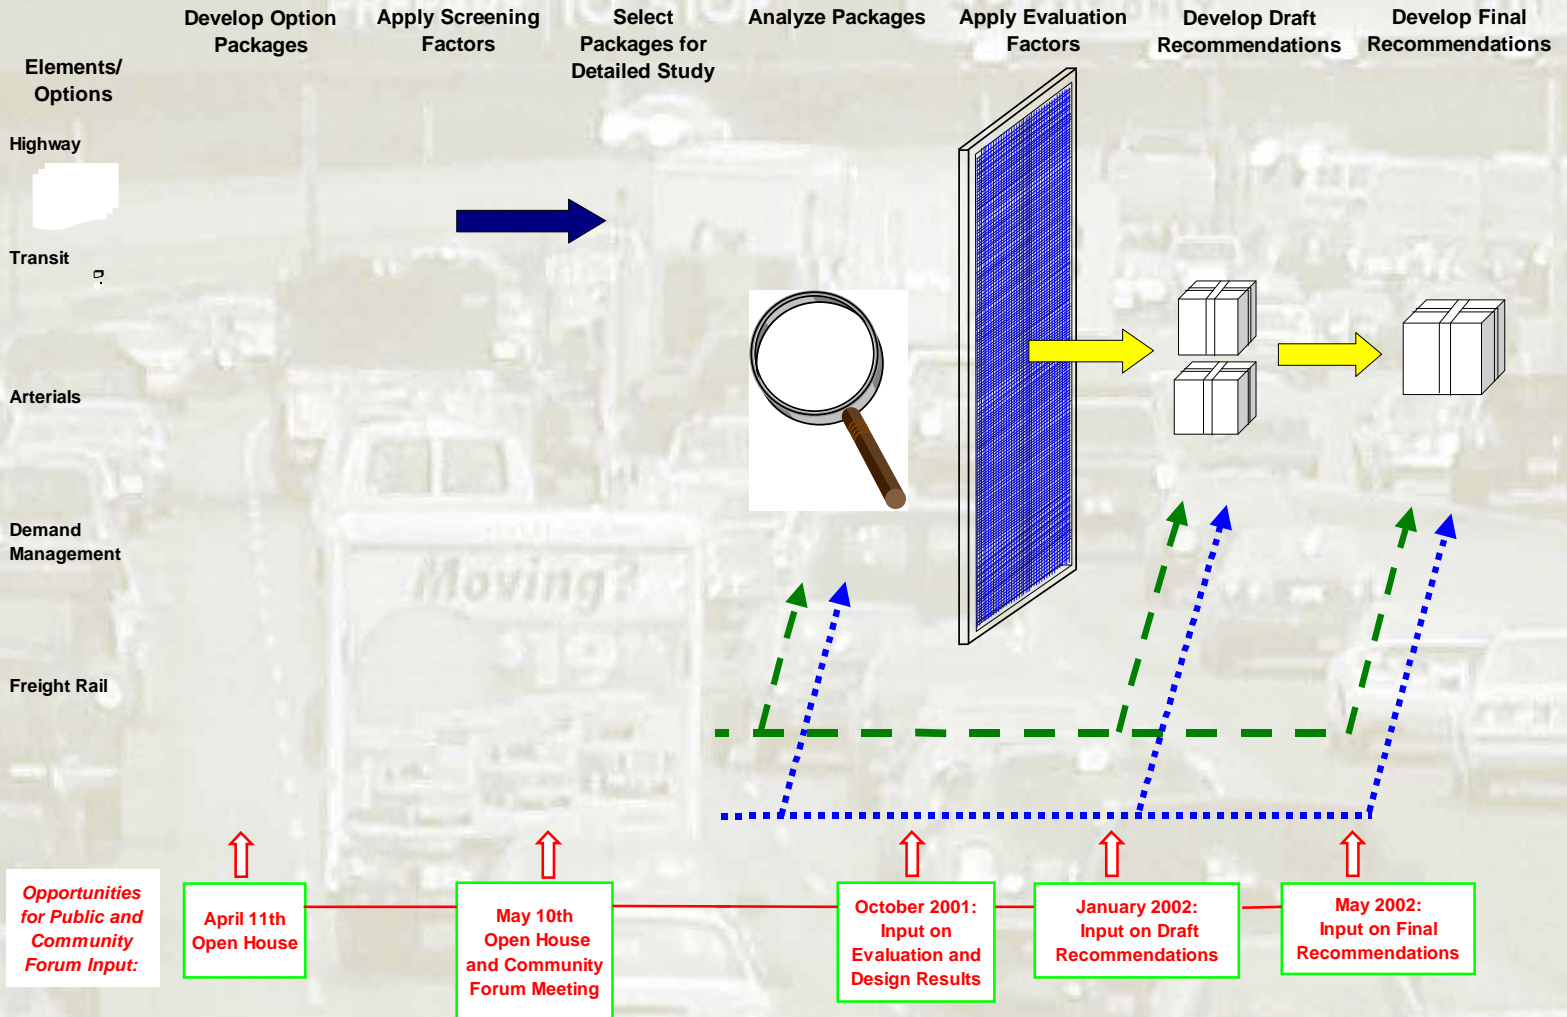 Develop Option
Packages
Apply Screening
Factors
Select
Packages for
Detailed Study
Analyze Packages
Apply Evaluation
Factors
Develop Draft
Recommendations
Develop Final
Recommendations
Elements/
Options
Highway
Transit
Arterials
Demand
Management
Freight Rail
Moving?
Opportunities
for Public and
Community
Forum Input:
April 11th
Open House
May 10th
Open House
and Community
Forum Meeting
October 2001:
Input on
Evaluation and
Design Results
January 2002:
Input on Draft
Recommendations
May 2002:
Input on Final
Recommendations